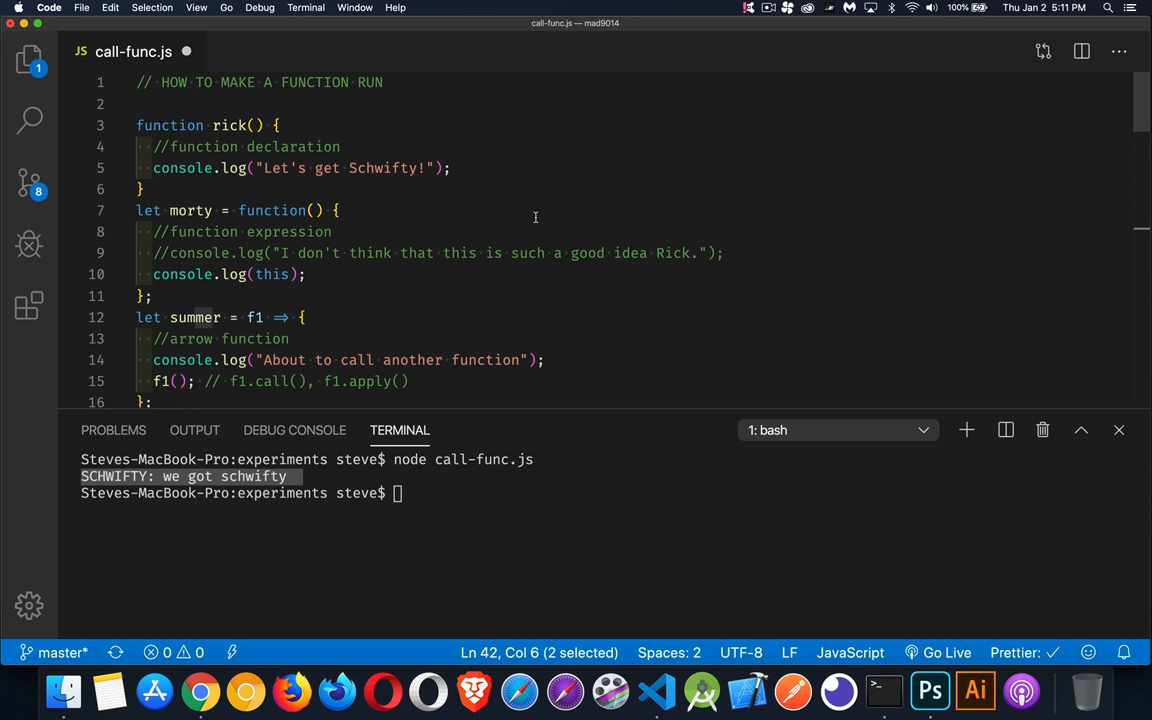 Code File Edit Selection View Go Debug Terminal Window Help 100% Thu Jan 2 5:11 PM
call-func.js — mad9014
JS call-func.js
1 // HOW TO MAKE A FUNCTION RUN
2
3 function rick() {
4 //function declaration
5 console.log("Let's get Schwifty!");
6 }
7 let morty = function() {
8 //function expression
9 //console.log("I don't think that this is such a good idea Rick.");
10 console.log(this);
11 };
12 let summer = f1 => {
13 //arrow function
14 console.log("About to call another function");
15 f1(); // f1.call(), f1.apply()
16 };
1
8
PROBLEMS OUTPUT DEBUG CONSOLE TERMINAL 1: bash
Steves-MacBook-Pro:experiments steve$ node call-func.js
SCHWIFTY: we got schwifty
Steves-MacBook-Pro:experiments steve$
master* 0 0 Ln 42, Col 6 (2 selected) Spaces: 2 UTF-8 LF JavaScript Go Live Prettier: ✓
>_ Ps Ai